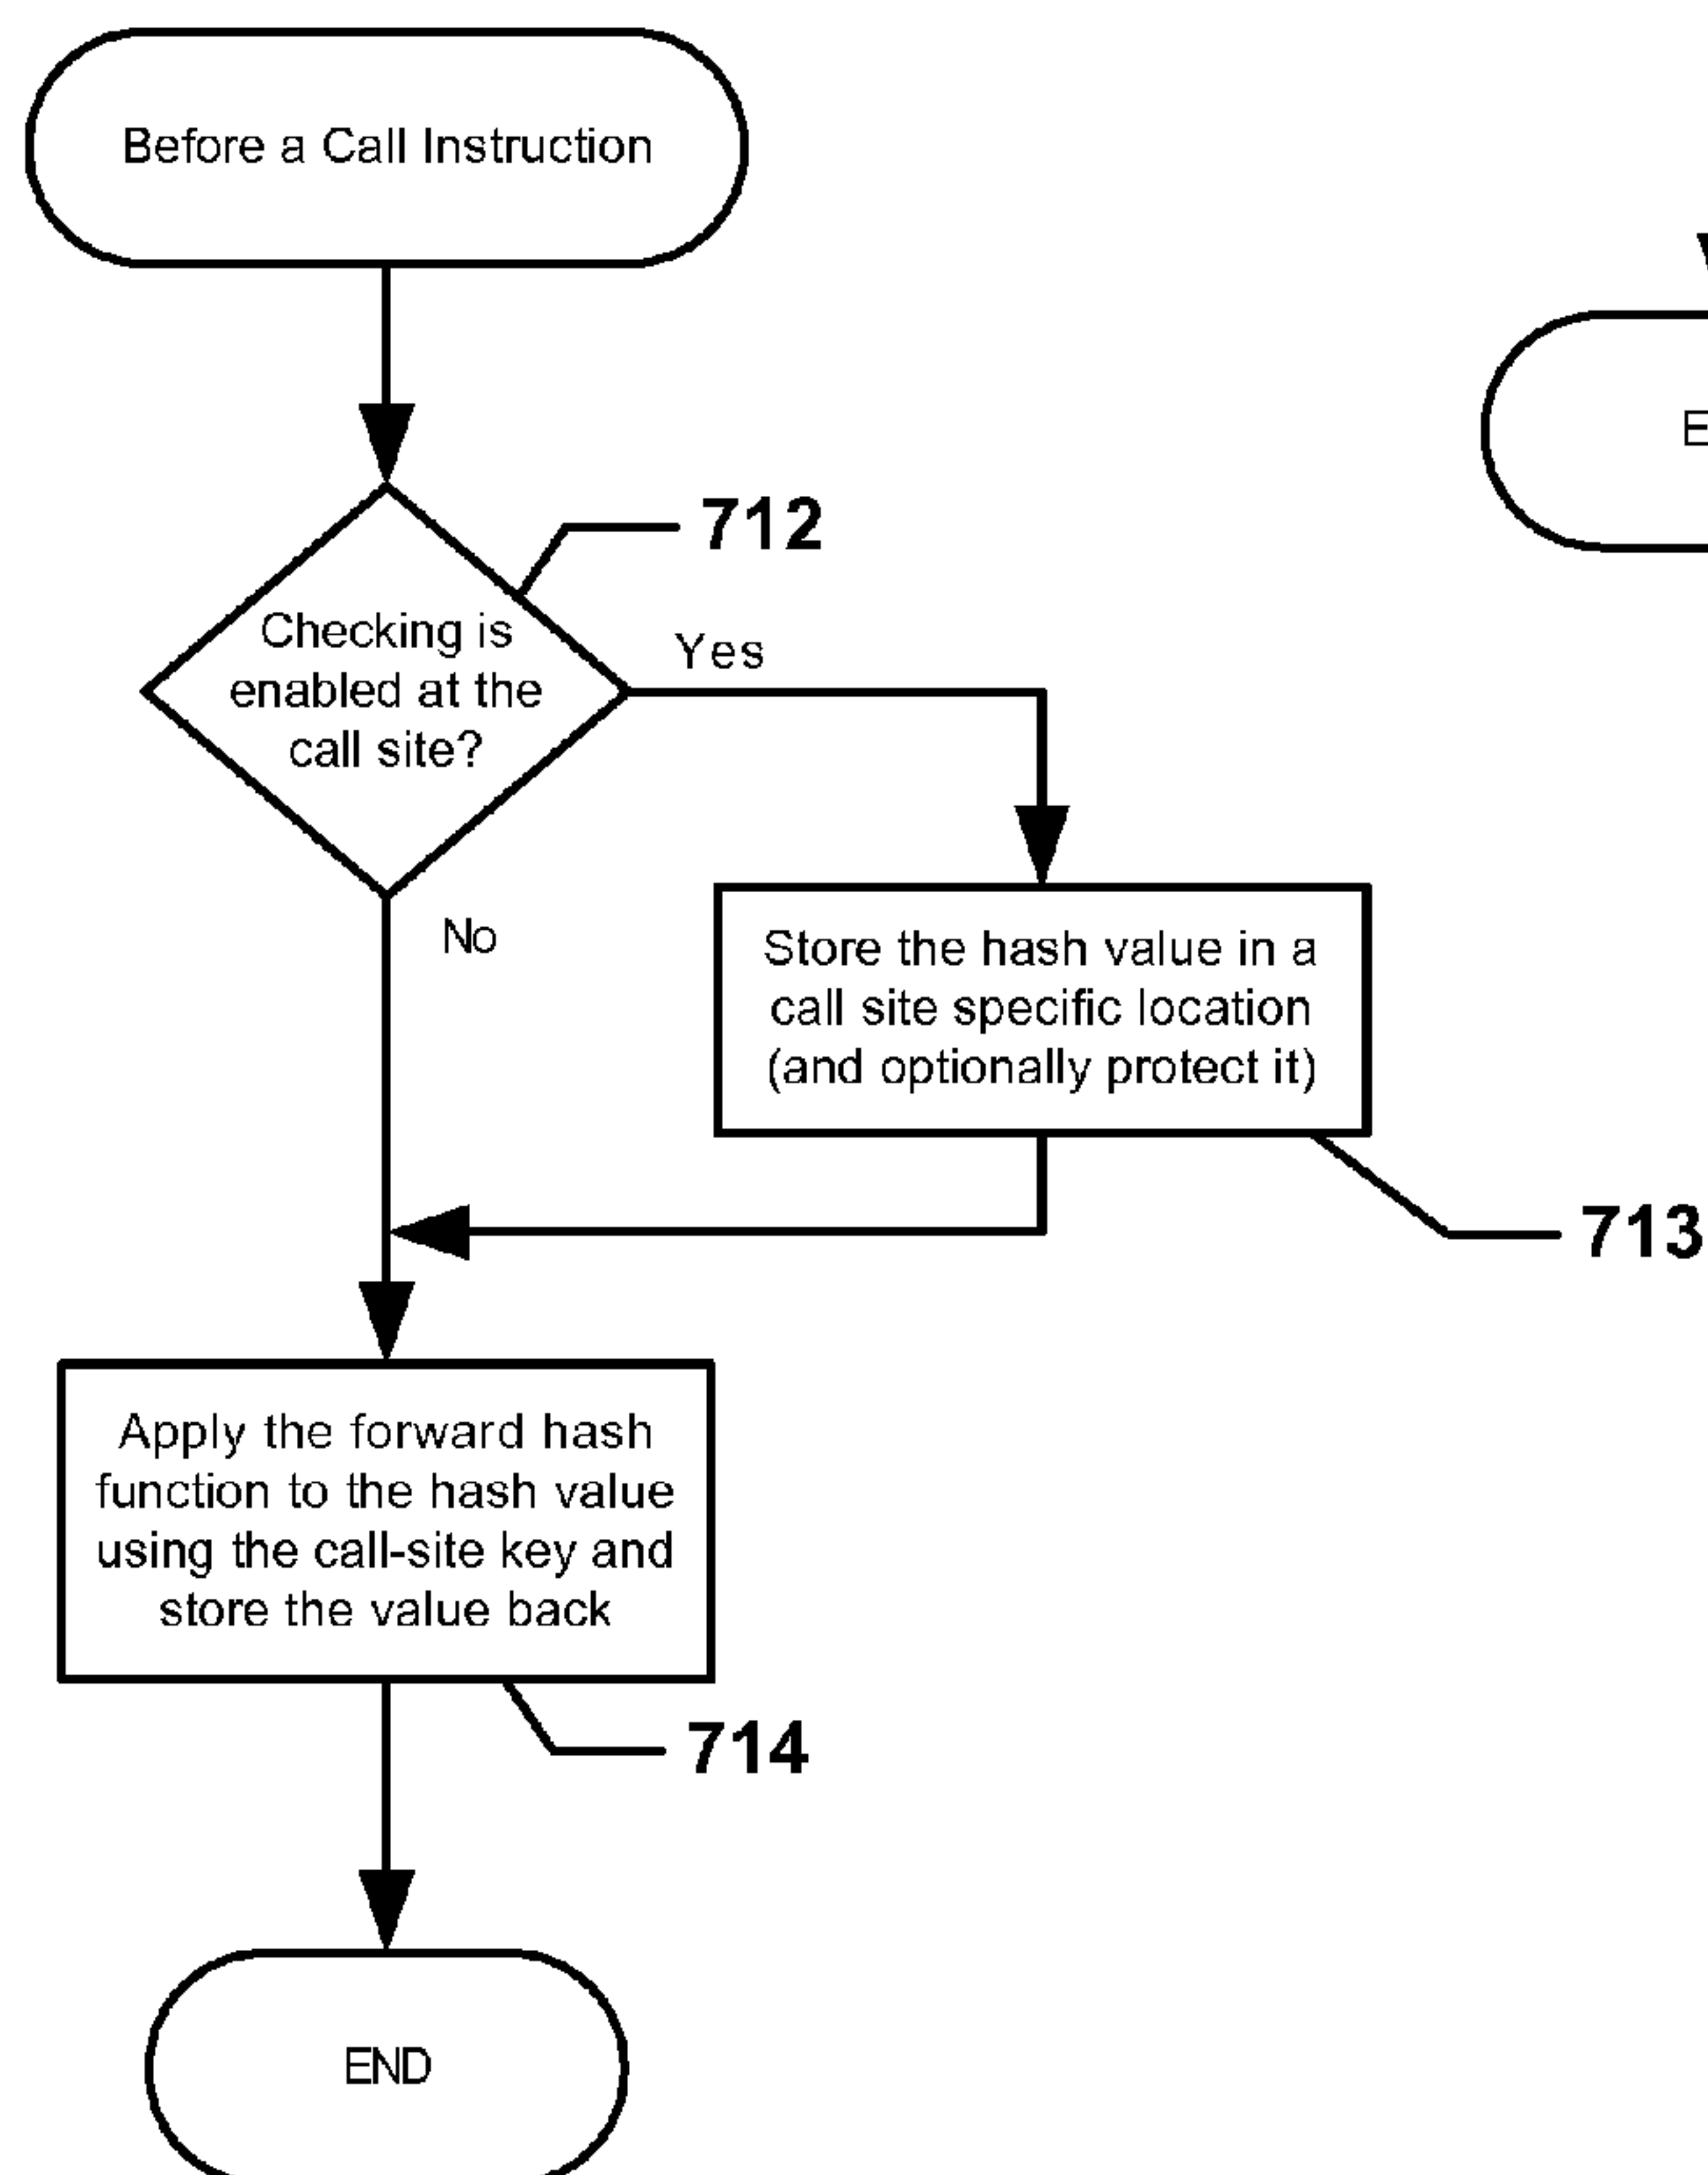 Before a Call Instruction
712
Checking is
enabled at the
call site?
Yes
No
Store the hash value in a
call site specific location
(and optionally protect it)
713
Apply the forward hash
function to the hash value
using the call-site key and
store the value back
714
END